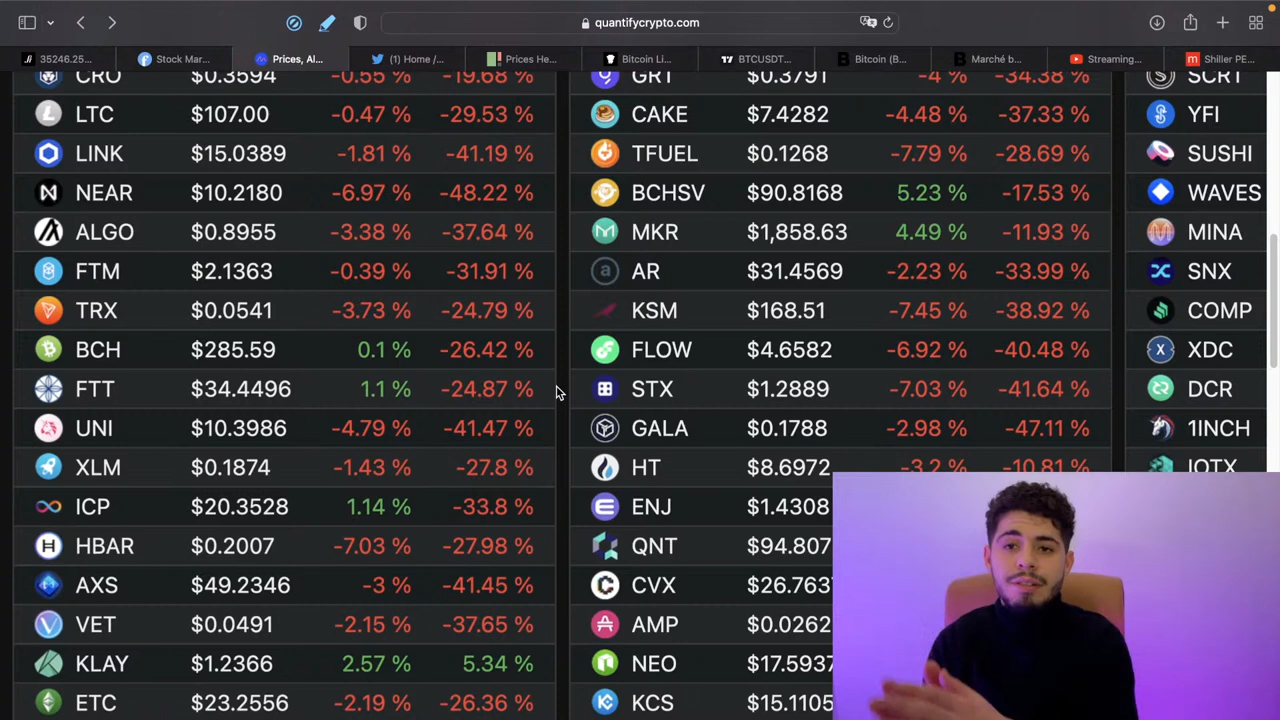 quantifycrypto.com
35246.25...
Stock Mar...
Prices, Al...
(1) Home /...
Prices He...
Bitcoin Li...
BTCUSDT...
Bitcoin (B...
Marché b...
Streaming...
Shiller PE...
CRO $0.3594 -0.55 % -19.68 % GRT $0.3791 -4 % -34.38 % SCRT
LTC $107.00 -0.47 % -29.53 % CAKE $7.4282 -4.48 % -37.33 % YFI
LINK $15.0389 -1.81 % -41.19 % TFUEL $0.1268 -7.79 % -28.69 % SUSHI
NEAR $10.2180 -6.97 % -48.22 % BCHSV $90.8168 5.23 % -17.53 % WAVES
ALGO $0.8955 -3.38 % -37.64 % MKR $1,858.63 4.49 % -11.93 % MINA
FTM $2.1363 -0.39 % -31.91 % AR $31.4569 -2.23 % -33.99 % SNX
TRX $0.0541 -3.73 % -24.79 % KSM $168.51 -7.45 % -38.92 % COMP
BCH $285.59 0.1 % -26.42 % FLOW $4.6582 -6.92 % -40.48 % XDC
FTT $34.4496 1.1 % -24.87 % STX $1.2889 -7.03 % -41.64 % DCR
UNI $10.3986 -4.79 % -41.47 % GALA $0.1788 -2.98 % -47.11 % 1INCH
XLM $0.1874 -1.43 % -27.8 % HT $8.6972 -3.2 % -10.81 % IOTX
ICP $20.3528 1.14 % -33.8 % ENJ $1.4308
HBAR $0.2007 -7.03 % -27.98 % QNT $94.807
AXS $49.2346 -3 % -41.45 % CVX $26.7637
VET $0.0491 -2.15 % -37.65 % AMP $0.0262
KLAY $1.2366 2.57 % 5.34 % NEO $17.5937
ETC $23.2556 -2.19 % -26.36 % KCS $15.1105